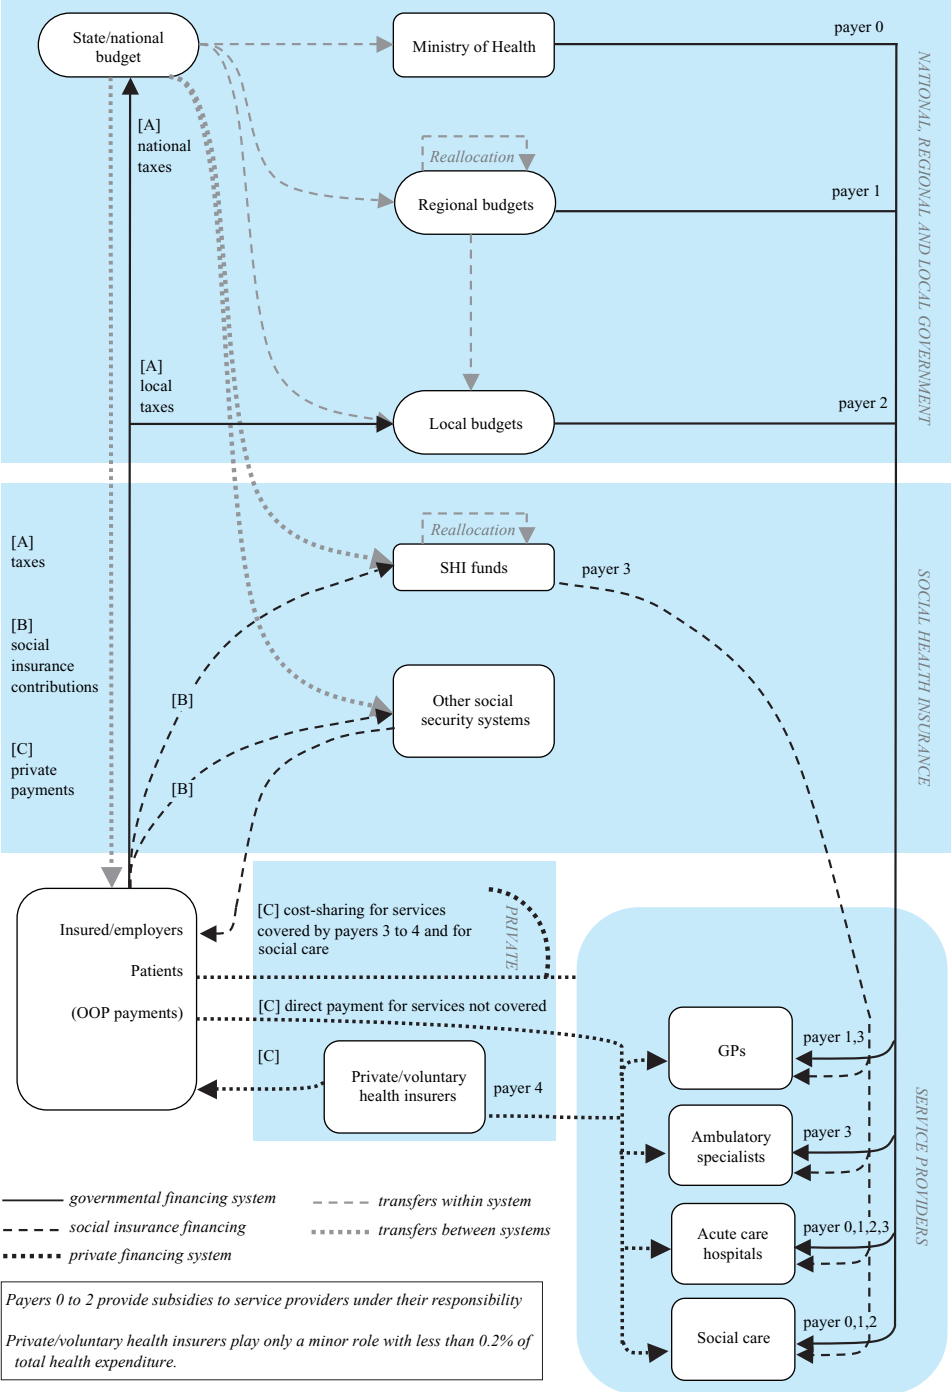 State/national
budget
Ministry of Health
payer 0
[A]
national
taxes
Reallocation
Regional budgets
payer 1
[A]
local
taxes
Local budgets
payer 2
NATIONAL, REGIONAL AND LOCAL GOVERNMENT
Reallocation
SHI funds
payer 3
[A]
taxes
[B]
social
insurance
contributions
[C]
private
payments
[B]
[B]
Other social
security systems
SOCIAL HEALTH INSURANCE
Insured/employers
Patients
(OOP payments)
[C] cost-sharing for services
covered by payers 3 to 4 and for
social care
PRIVATE
[C] direct payment for services not covered
[C]
Private/voluntary
health insurers
payer 4
GPs
payer 1,3
Ambulatory
specialists
payer 3
Acute care
hospitals
payer 0,1,2,3
Social care
payer 0,1,2
SERVICE PROVIDERS
governmental financing system
social insurance financing
private financing system
transfers within system
transfers between systems
Payers 0 to 2 provide subsidies to service providers under their responsibility
Private/voluntary health insurers play only a minor role with less than 0.2% of
total health expenditure.